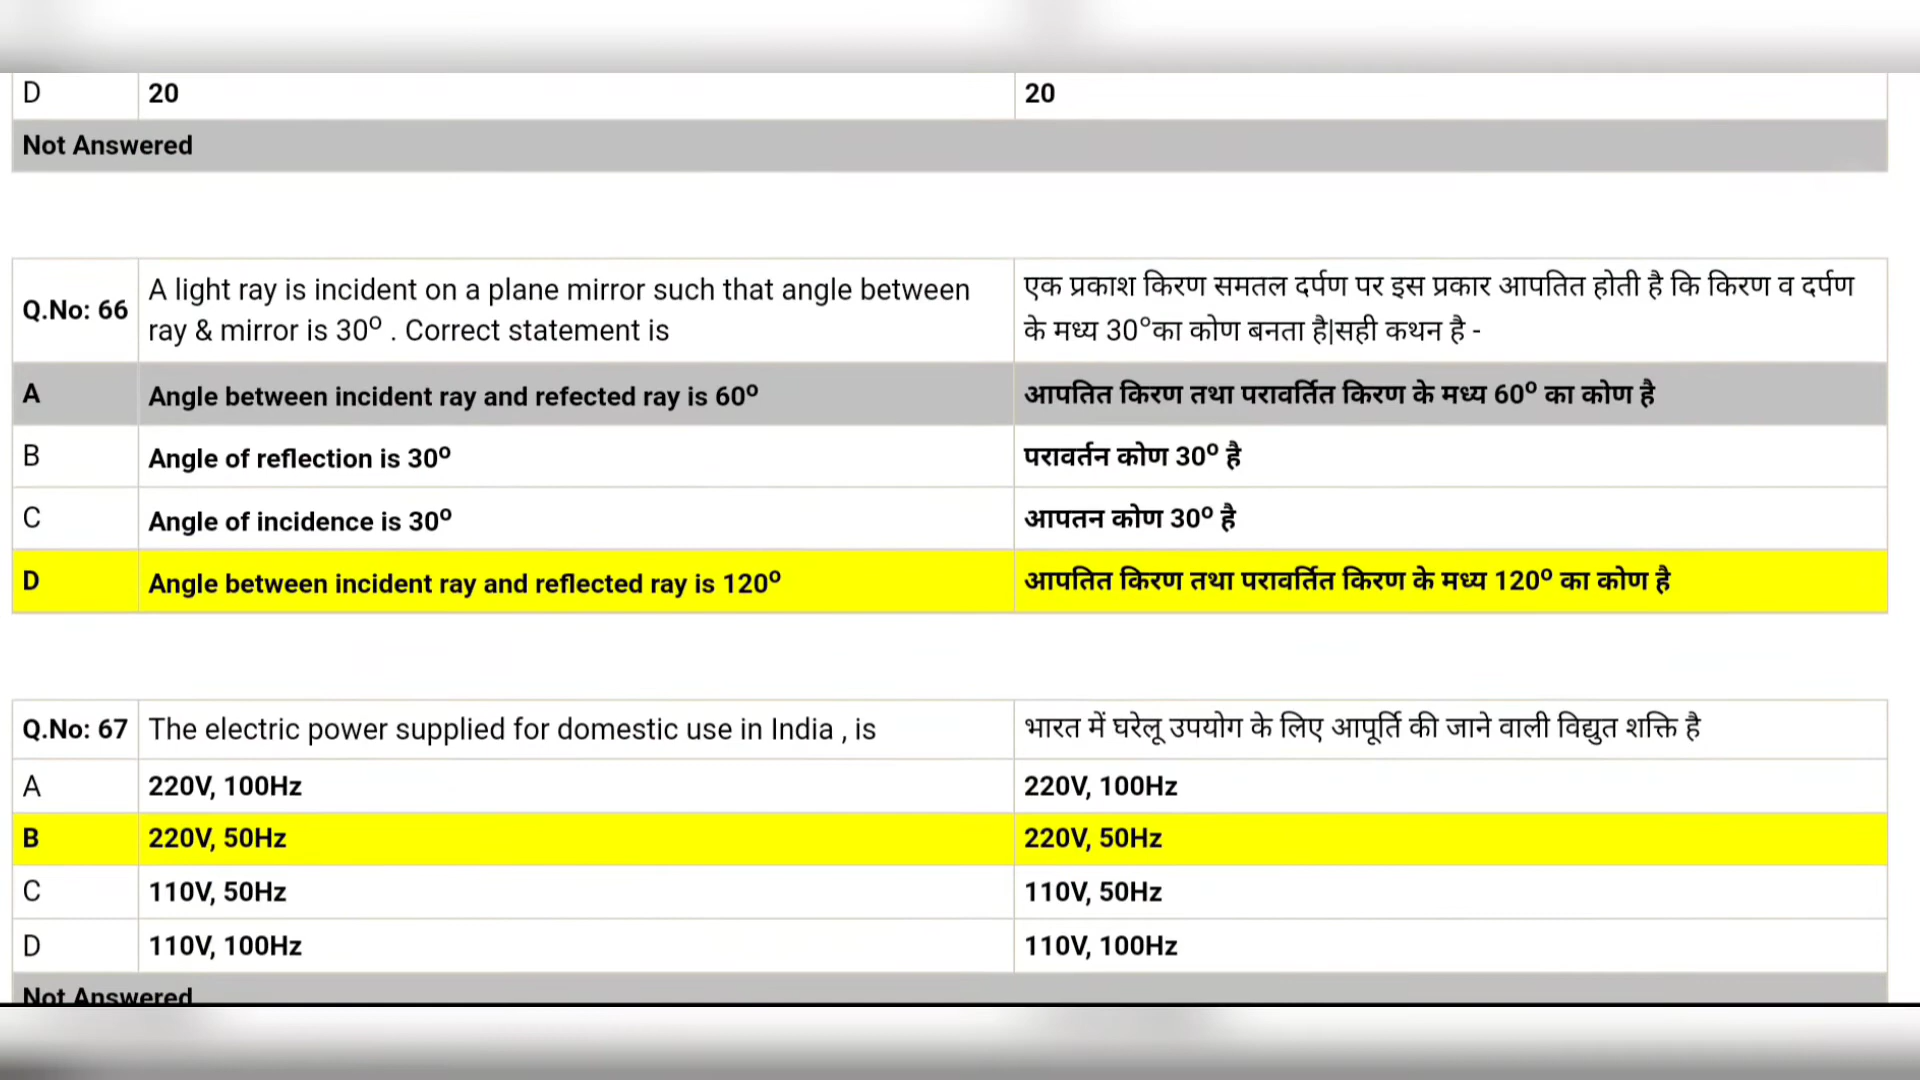 D 20 20
Not Answered
Q.No: 66 A light ray is incident on a plane mirror such that angle between ray & mirror is 30⁰ . Correct statement is एक प्रकाश किरण समतल दर्पण पर इस प्रकार आपतित होती है कि किरण व दर्पण के मध्य 30°का कोण बनता है|सही कथन है -
A Angle between incident ray and refected ray is 60⁰ आपतित किरण तथा परावर्तित किरण के मध्य 60⁰ का कोण है
B Angle of reflection is 30⁰ परावर्तन कोण 30⁰ है
C Angle of incidence is 30⁰ आपतन कोण 30⁰ है
D Angle between incident ray and reflected ray is 120⁰ आपतित किरण तथा परावर्तित किरण के मध्य 120⁰ का कोण है
Q.No: 67 The electric power supplied for domestic use in India , is भारत में घरेलू उपयोग के लिए आपूर्ति की जाने वाली विद्युत शक्ति है
A 220V, 100Hz 220V, 100Hz
B 220V, 50Hz 220V, 50Hz
C 110V, 50Hz 110V, 50Hz
D 110V, 100Hz 110V, 100Hz
Not Answered